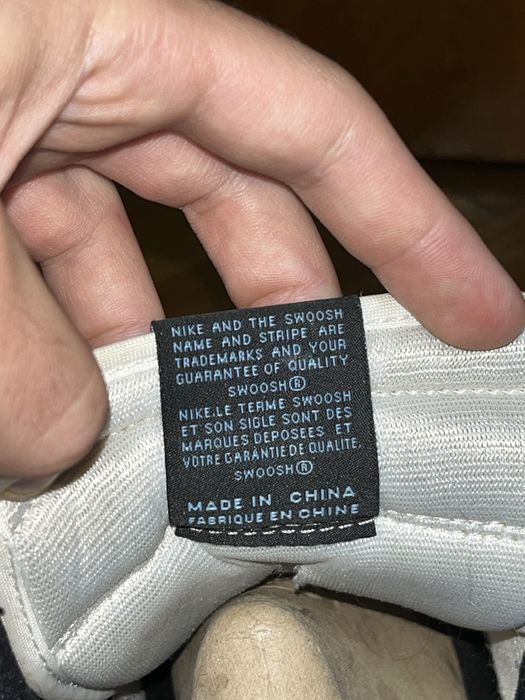 NIKE AND THE SWOOSH
NAME AND STRIPE ARE
TRADEMARKS AND YOUR
GUARANTEE OF QUALITY
SWOOSH®
NIKE.LE TERME SWOOSH
ET SON SIGLE SONT DES
MARQUES DEPOSEES ET
VOTRE GARANTIE DE QUALITE.
SWOOSH®
MADE IN CHINA
FABRIQUE EN CHINE